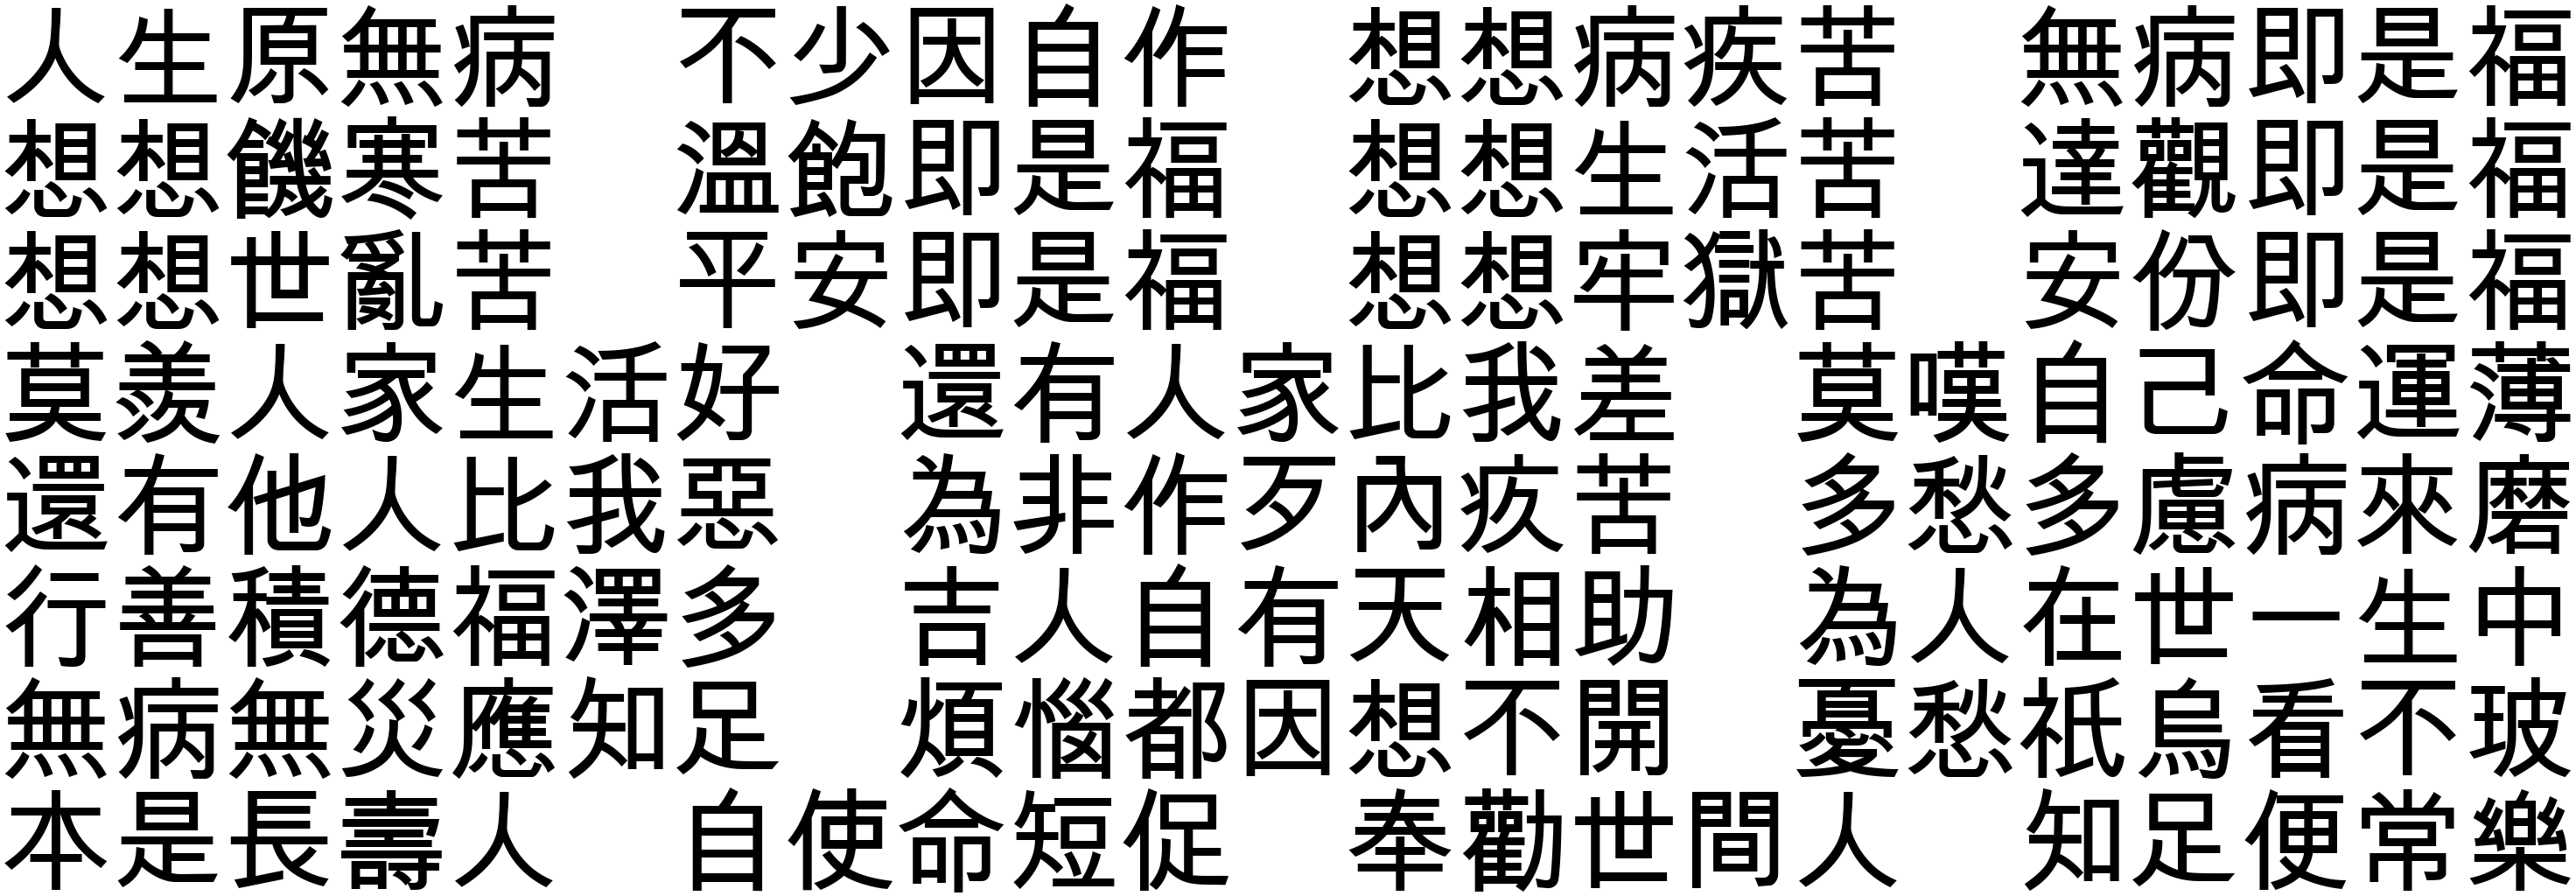 人生原無病　不少因自作　想想病疾苦　無病即是福
想想饑寒苦　溫飽即是福　想想生活苦　達觀即是福
想想世亂苦　平安即是福　想想牢獄苦　安份即是福
莫羨人家生活好　還有人家比我差　莫嘆自己命運薄
還有他人比我惡　為非作歹內疚苦　多愁多慮病來磨
行善積德福澤多　吉人自有天相助　為人在世一生中
無病無災應知足　煩惱都因想不開　憂愁祇烏看不玻
本是長壽人　自使命短促　奉勸世間人　知足便常樂